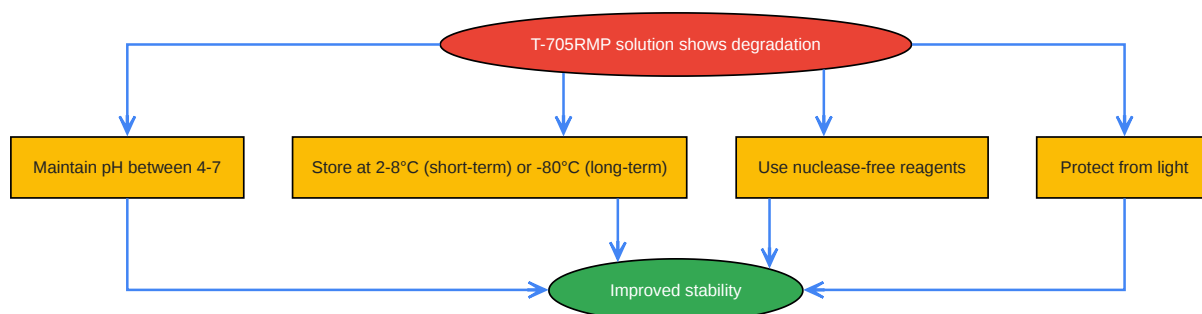 T-705RMP solution shows degradation
Maintain pH between 4-7
Store at 2-8°C (short-term) or -80°C (long-term)
Use nuclease-free reagents
Protect from light
Improved stability